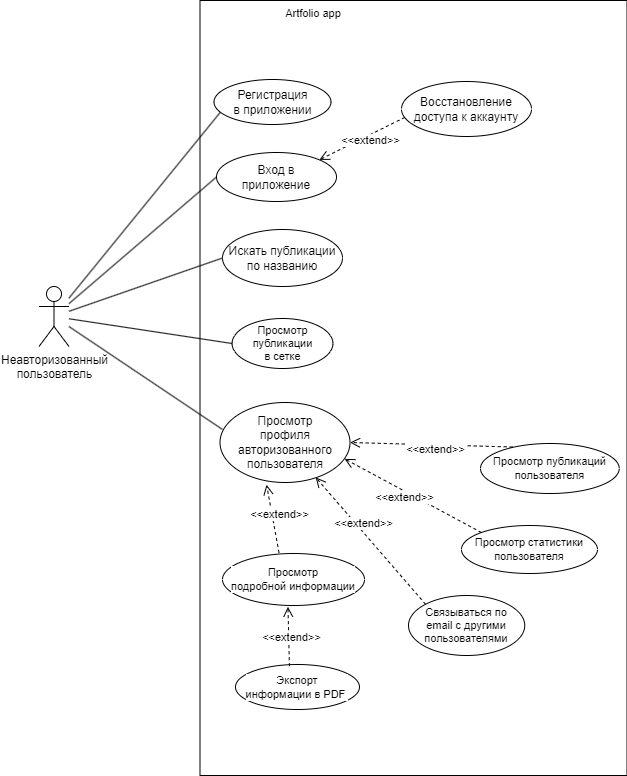 Artfolio app
Регистрация
в приложении
Восстановление
доступа к аккаунту
<<extend>>
Вход в
приложение
Искать публикации
по названию
Неавторизованный
пользователь
Просмотр
публикации
в сетке
Просмотр
профиля
авторизованного
пользователя
<<extend>>
Просмотр публикаций
пользователя
<<extend>>
<<extend>>
<<extend>>
Просмотр статистики
пользователя
Просмотр
подробной информации
Связываться по
email с другими
пользователями
<<extend>>
Экспорт
информации в PDF